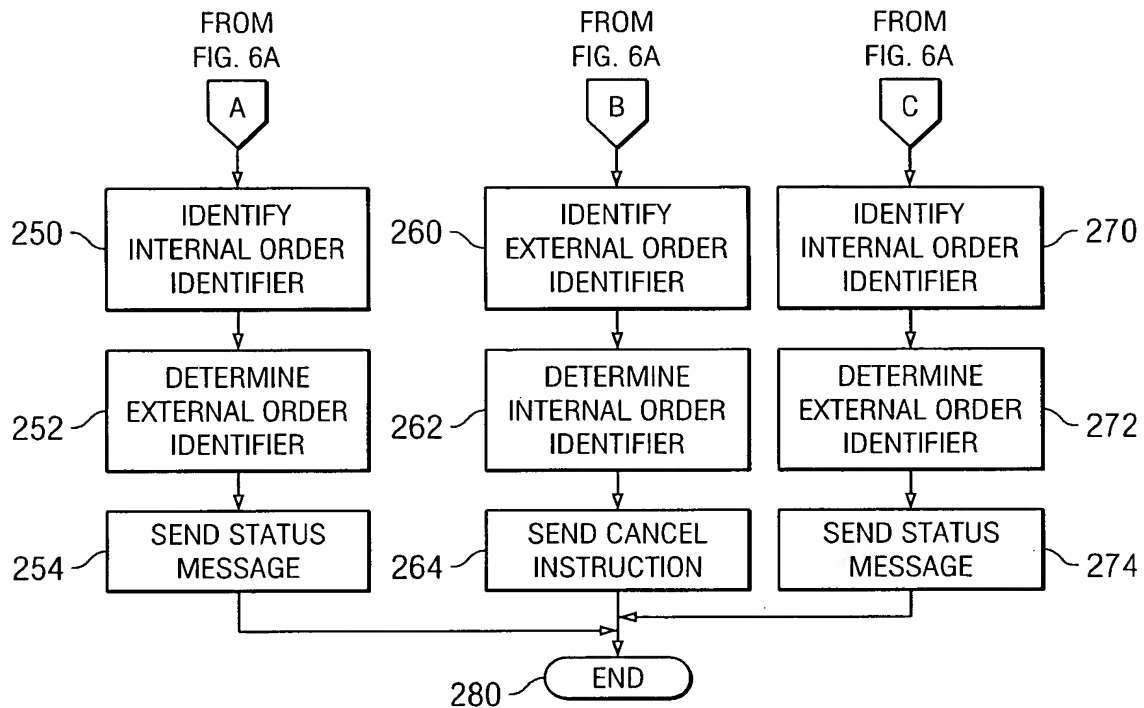 FROM
FIG. 6A
A
250
IDENTIFY
INTERNAL ORDER
IDENTIFIER
252
DETERMINE
EXTERNAL ORDER
IDENTIFIER
254
SEND STATUS
MESSAGE
FROM
FIG. 6A
B
260
IDENTIFY
EXTERNAL ORDER
IDENTIFIER
262
DETERMINE
INTERNAL ORDER
IDENTIFIER
264
SEND CANCEL
INSTRUCTION
FROM
FIG. 6A
C
IDENTIFY
INTERNAL ORDER
IDENTIFIER
270
DETERMINE
EXTERNAL ORDER
IDENTIFIER
272
SEND STATUS
MESSAGE
274
280
END